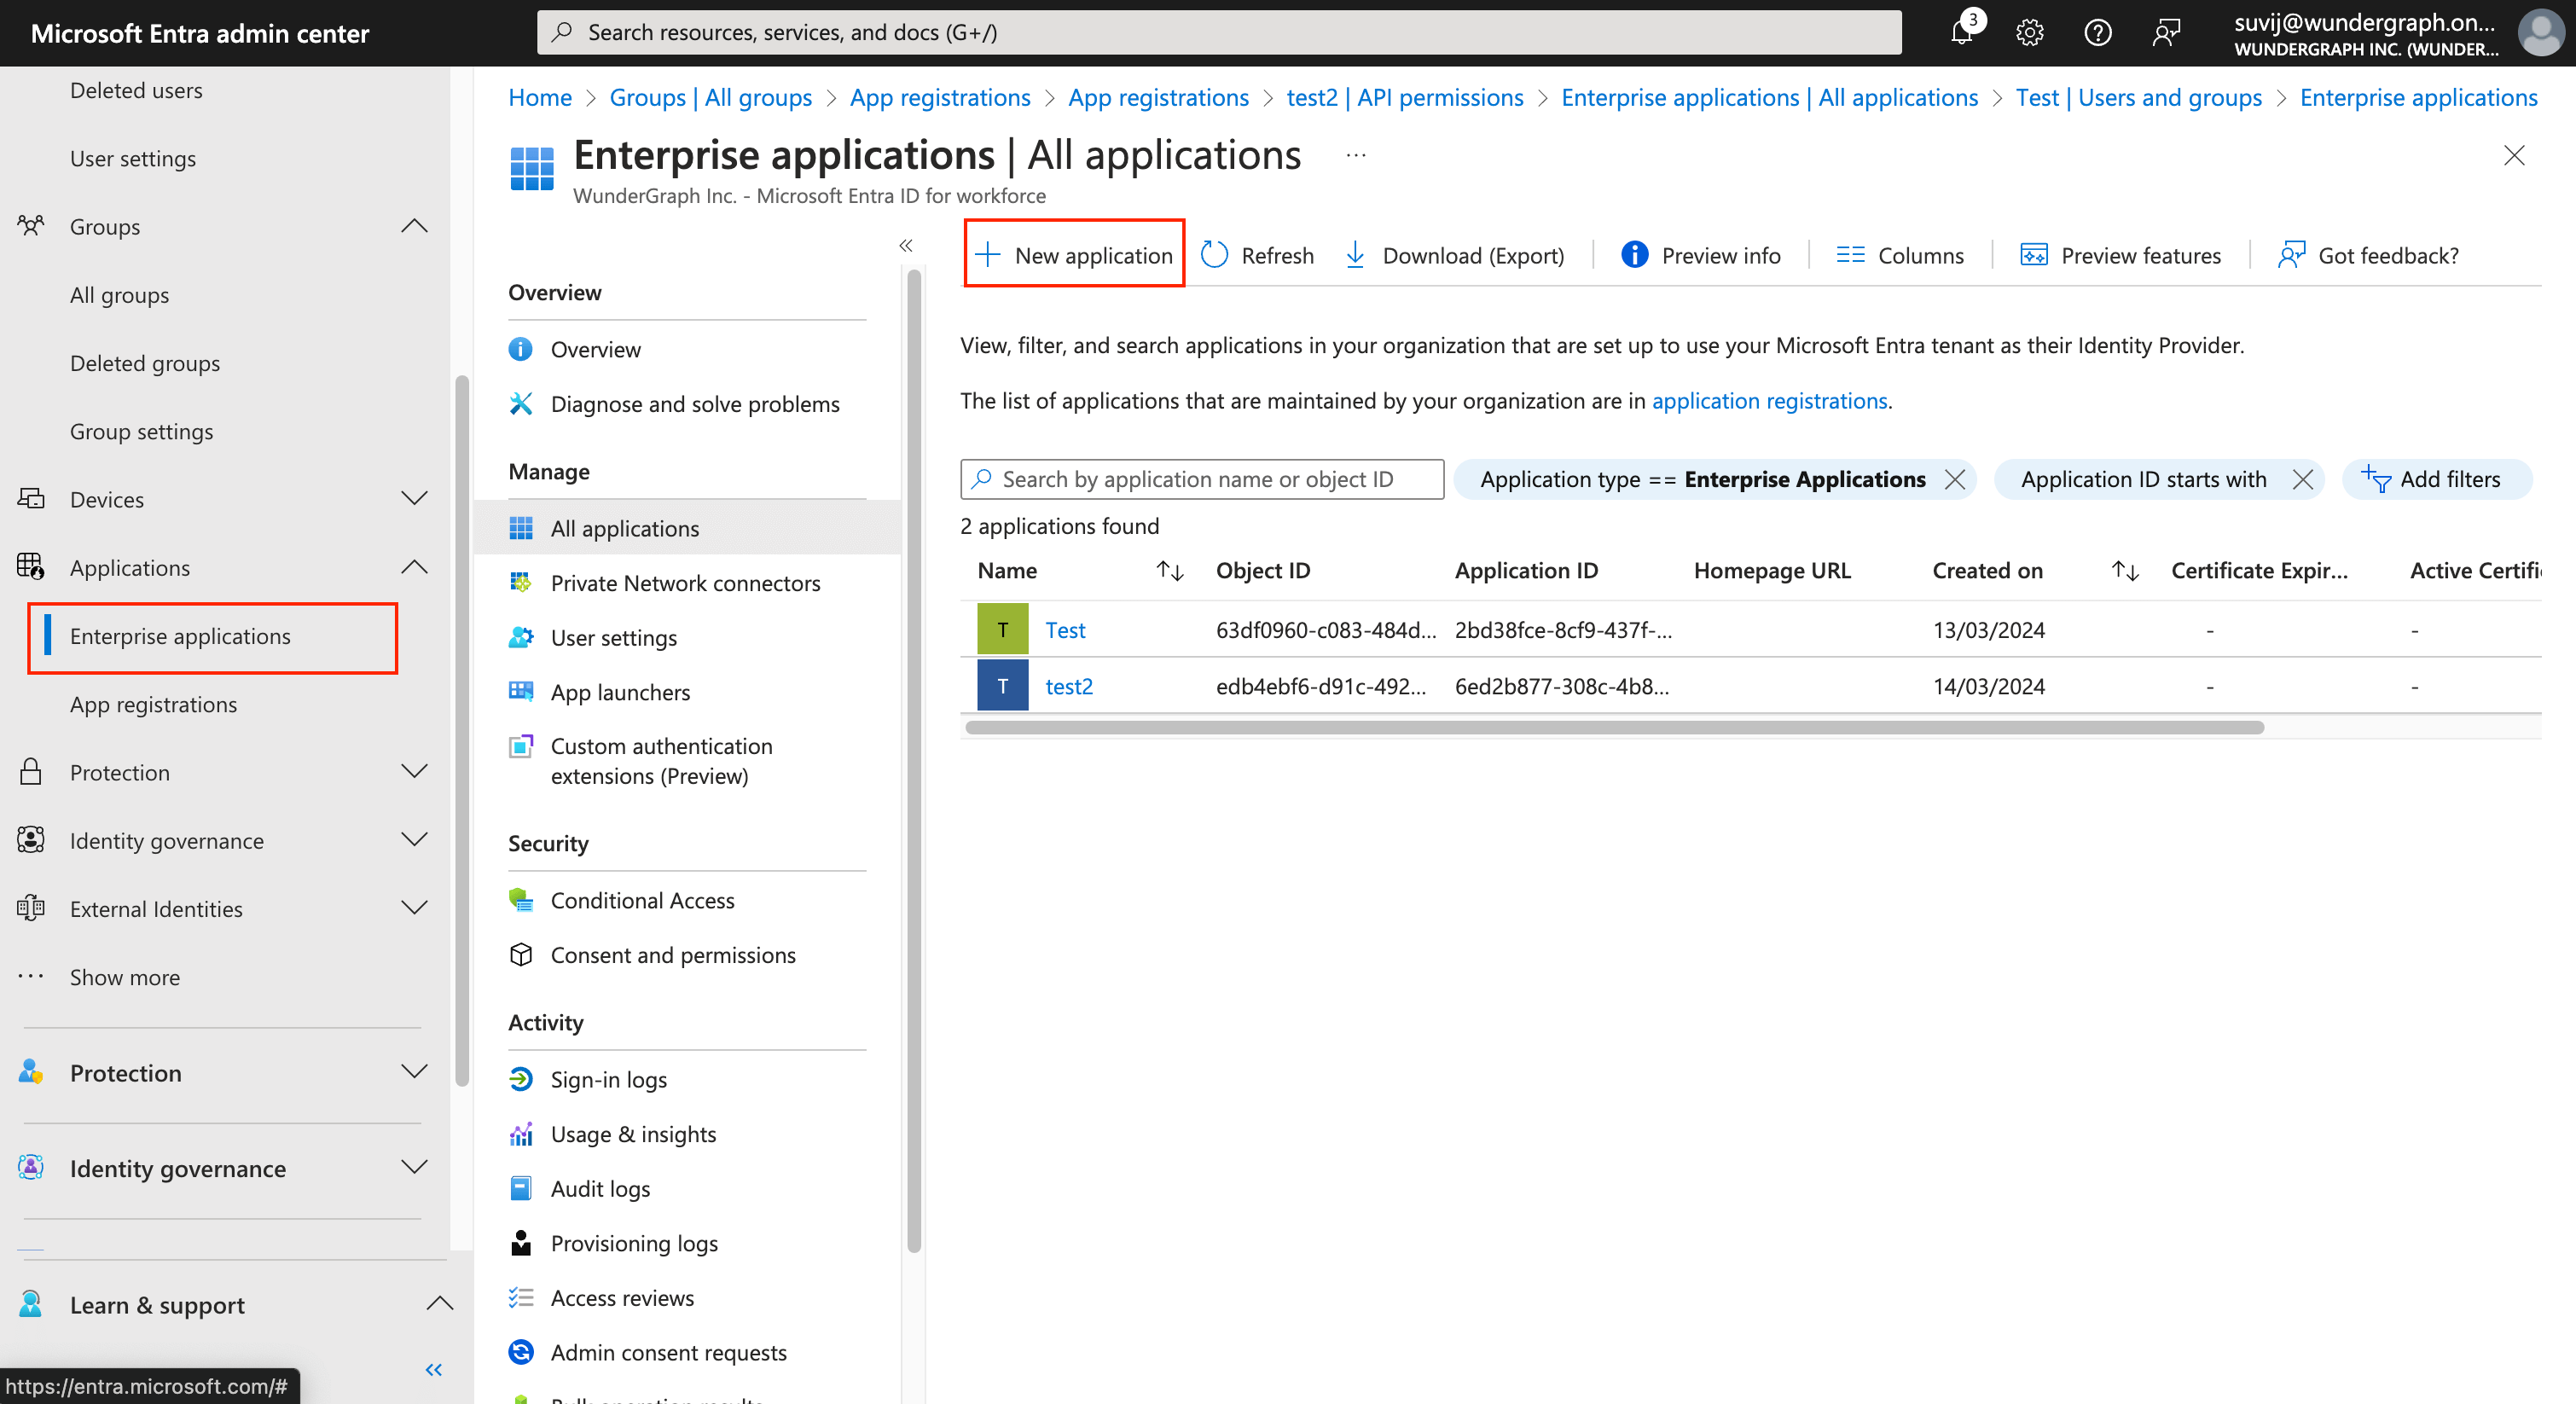 Microsoft Entra admin center
Search resources, services, and docs (G+/)
3
suvij@wundergraph.on...
WUNDERGRAPH INC. (WUNDER...
Deleted users
User settings
Groups
All groups
Deleted groups
Group settings
Devices
Applications
Enterprise applications
App registrations
Protection
Identity governance
External Identities
Show more
Protection
Identity governance
Learn & support
https://entra.microsoft.com/#
Home > Groups | All groups > App registrations > App registrations > test2 | API permissions > Enterprise applications | All applications > Test | Users and groups > Enterprise applications
Enterprise applications | All applications ...
WunderGraph Inc. - Microsoft Entra ID for workforce
Overview
Overview
Diagnose and solve problems
Manage
All applications
Private Network connectors
User settings
App launchers
Custom authentication
extensions (Preview)
Security
Conditional Access
Consent and permissions
Activity
Sign-in logs
Usage & insights
Audit logs
Provisioning logs
Access reviews
Admin consent requests
New application Refresh Download (Export) Preview info Columns Preview features Got feedback?
View, filter, and search applications in your organization that are set up to use your Microsoft Entra tenant as their Identity Provider.
The list of applications that are maintained by your organization are in application registrations.
Search by application name or object ID
Application type == Enterprise Applications
Application ID starts with
Add filters
2 applications found
Name Object ID Application ID Homepage URL Created on Certificate Expir... Active Certific
T Test 63df0960-c083-484d... 2bd38fce-8cf9-437f-... 13/03/2024 - -
T test2 edb4ebf6-d91c-492... 6ed2b877-308c-4b8... 14/03/2024 - -